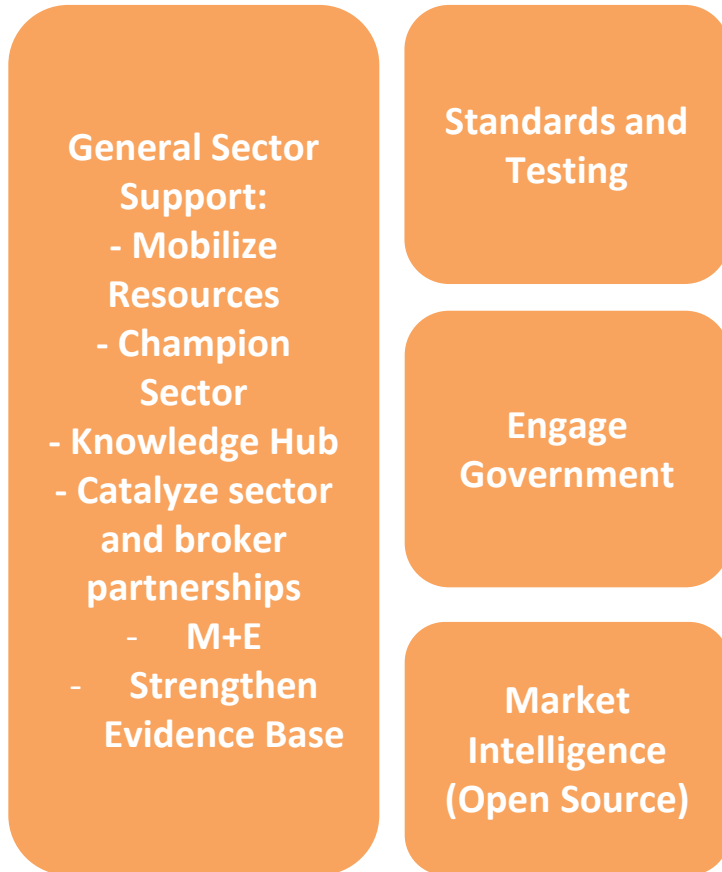 General Sector
Support:
- Mobilize
Resources
- Champion
Sector
- Knowledge Hub
- Catalyze sector
and broker
partnerships
- M+E
- Strengthen
Evidence Base
Standards and
Testing
Engage
Government
Market
Intelligence
(Open Source)